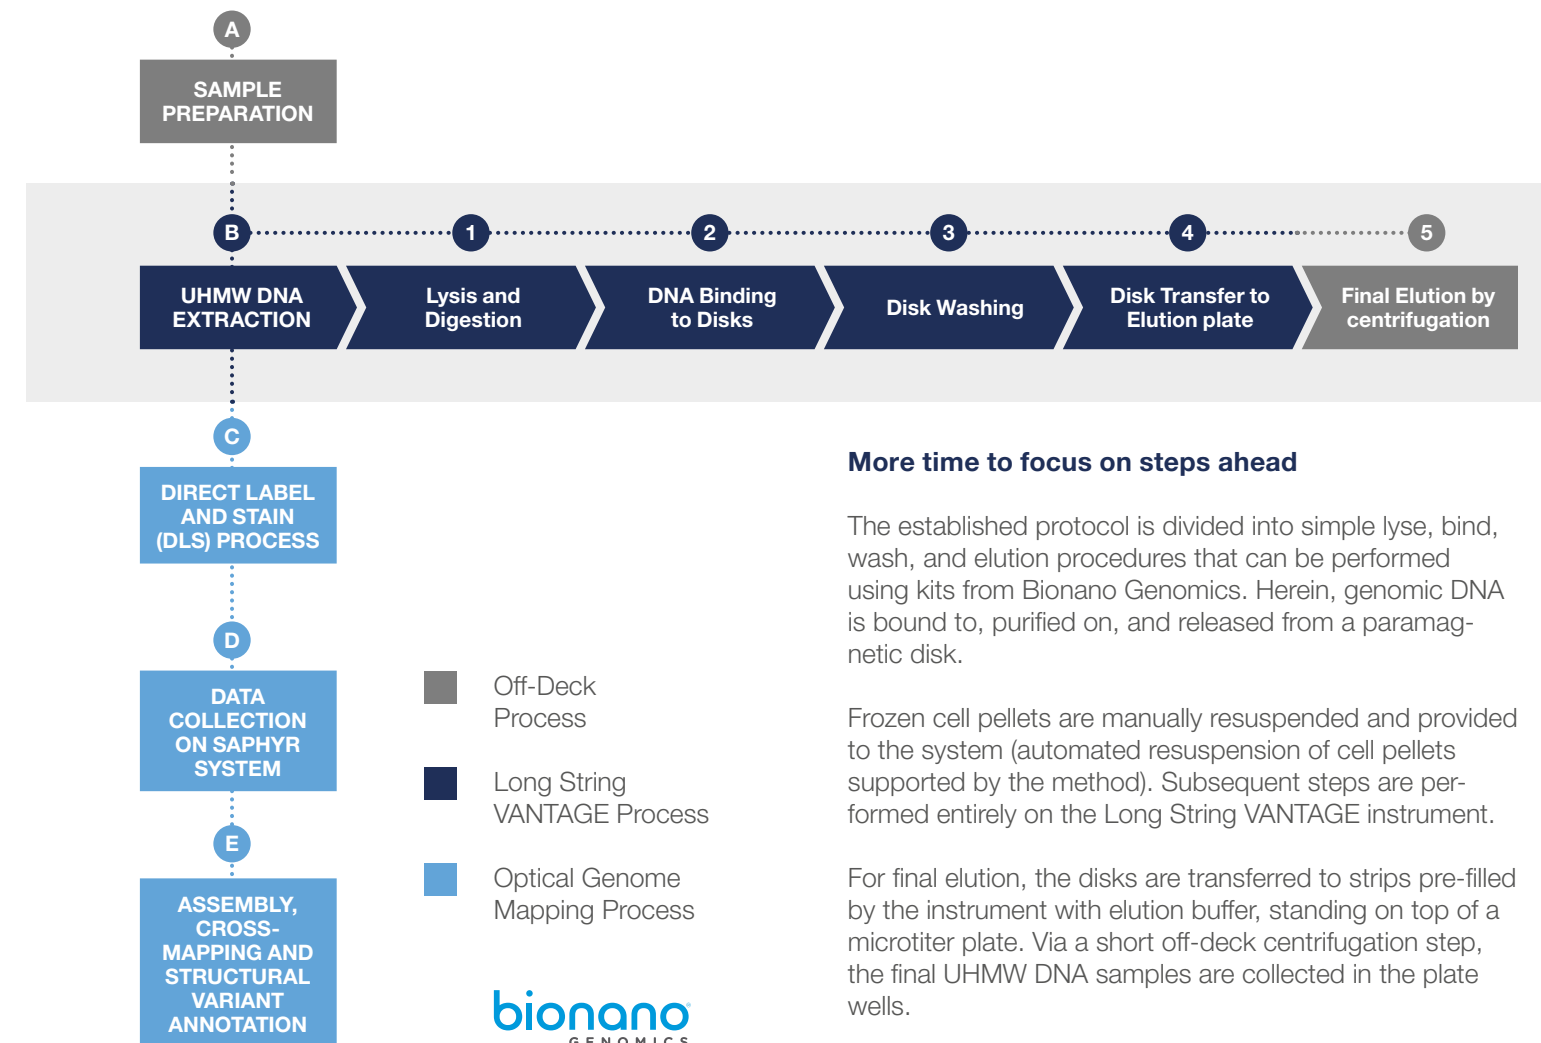 A
SAMPLE
PREPARATION
B
1
2
3
4
5
UHMW DNA
EXTRACTION
Lysis and
Digestion
DNA Binding
to Disks
Disk Washing
Disk Transfer to
Elution plate
Final Elution by
centrifugation
C
DIRECT LABEL
AND STAIN
(DLS) PROCESS
D
DATA
COLLECTION
ON SAPHYR
SYSTEM
E
ASSEMBLY,
CROSS-
MAPPING AND
STRUCTURAL
VARIANT
ANNOTATION
Off-Deck
Process
Long String
VANTAGE Process
Optical Genome
Mapping Process
bionano
GENOMICS
More time to focus on steps ahead
The established protocol is divided into simple lyse, bind,
wash, and elution procedures that can be performed
using kits from Bionano Genomics. Herein, genomic DNA
is bound to, purified on, and released from a paramag-
netic disk.
Frozen cell pellets are manually resuspended and provided
to the system (automated resuspension of cell pellets
supported by the method). Subsequent steps are per-
formed entirely on the Long String VANTAGE instrument.
For final elution, the disks are transferred to strips pre-filled
by the instrument with elution buffer, standing on top of a
microtiter plate. Via a short off-deck centrifugation step,
the final UHMW DNA samples are collected in the plate
wells.